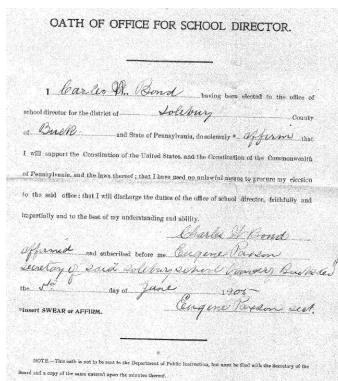 OATH OF OFFICE FOR SCHOOL DIRECTOR.
I Carles W. Bond having been elected to the office of
school director for the district of Solebury County
of Buck and State of Pennsylvania, do solemnly * affirm that
I will support the Constitution of the United States, and the Constitution of the Commonwealth
of Pennsylvania, and the laws thereof; that I have used no unlawful means to procure my election
to the said office; that I will discharge the duties of the office of school director, faithfully and
impartially and to the best of my understanding and ability.
Charles W Bond
affirmed and subscribed before me Eugene Paxson
Secretary of said Solebury School Bucks Co
the day of June 1905
Eugene Paxson sect.
*Insert SWEAR or AFFIRM.
NOTE.—This oath is not to be sent to the Department of Public Instruction, but must be filed with the Secretary of the
Board and a copy of the same entered upon the minutes thereof.